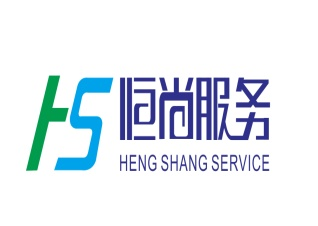 HS 恒尚服务
HENG SHANG SERVICE